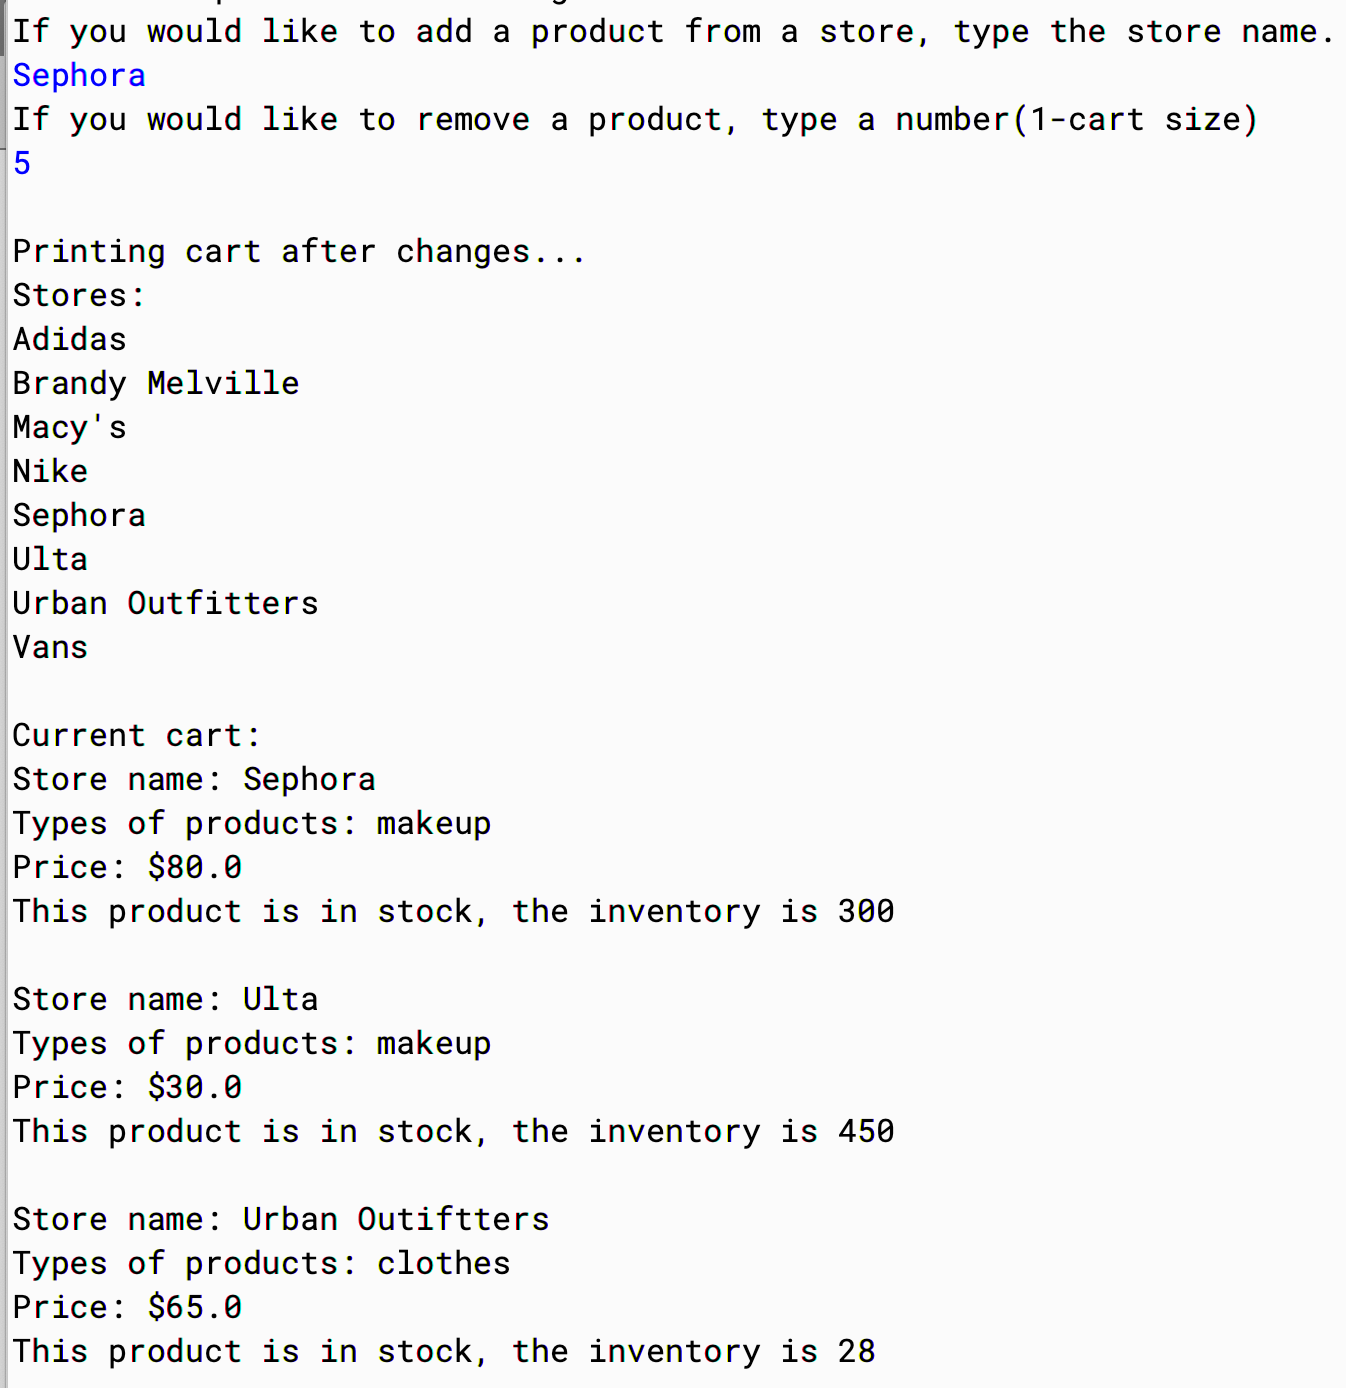 If you would like to add a product from a store, type the store name.
Sephora
If you would like to remove a product, type a number(1-cart size)
5
Printing cart after changes...
Stores:
Adidas
Brandy Melville
Macy's
Nike
Sephora
Ulta
Urban Outfitters
Vans
Current cart:
Store name: Sephora
Types of products: makeup
Price: $80.0
This product is in stock, the inventory is 300
Store name: Ulta
Types of products: makeup
Price: $30.0
This product is in stock, the inventory is 450
Store name: Urban Outiftters
Types of products: clothes
Price: $65.0
This product is in stock, the inventory is 28